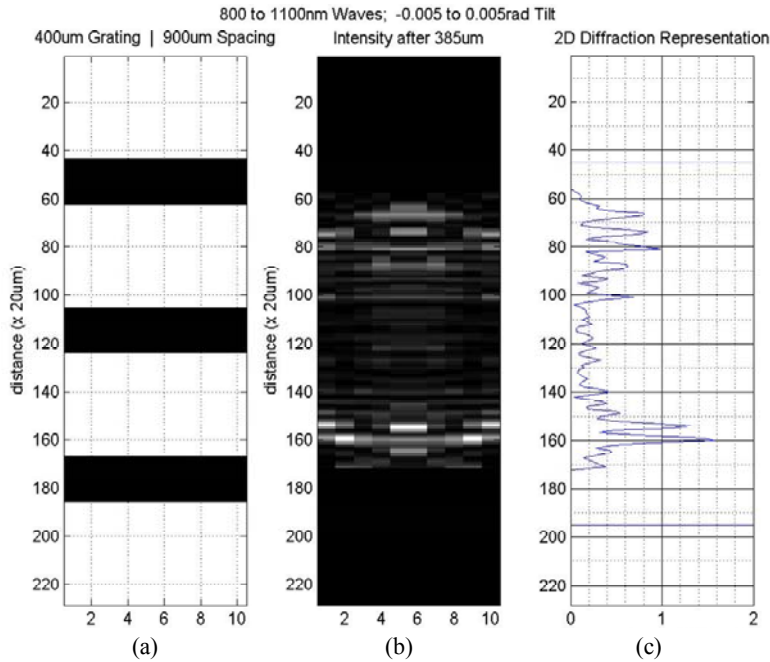 800 to 1100nm Waves; -0.005 to 0.005rad Tilt
400um Grating | 900um Spacing
Intensity after 385um
2D Diffraction Representation
distance (x 20um)
20
40
60
80
100
120
140
160
180
200
220
2 4 6 8 10
(a)
distance (x 20um)
20
40
60
80
100
120
140
160
180
200
220
2 4 6 8 10
(b)
distance (x 20um)
20
40
60
80
100
120
140
160
180
200
220
0 1 2
(c)